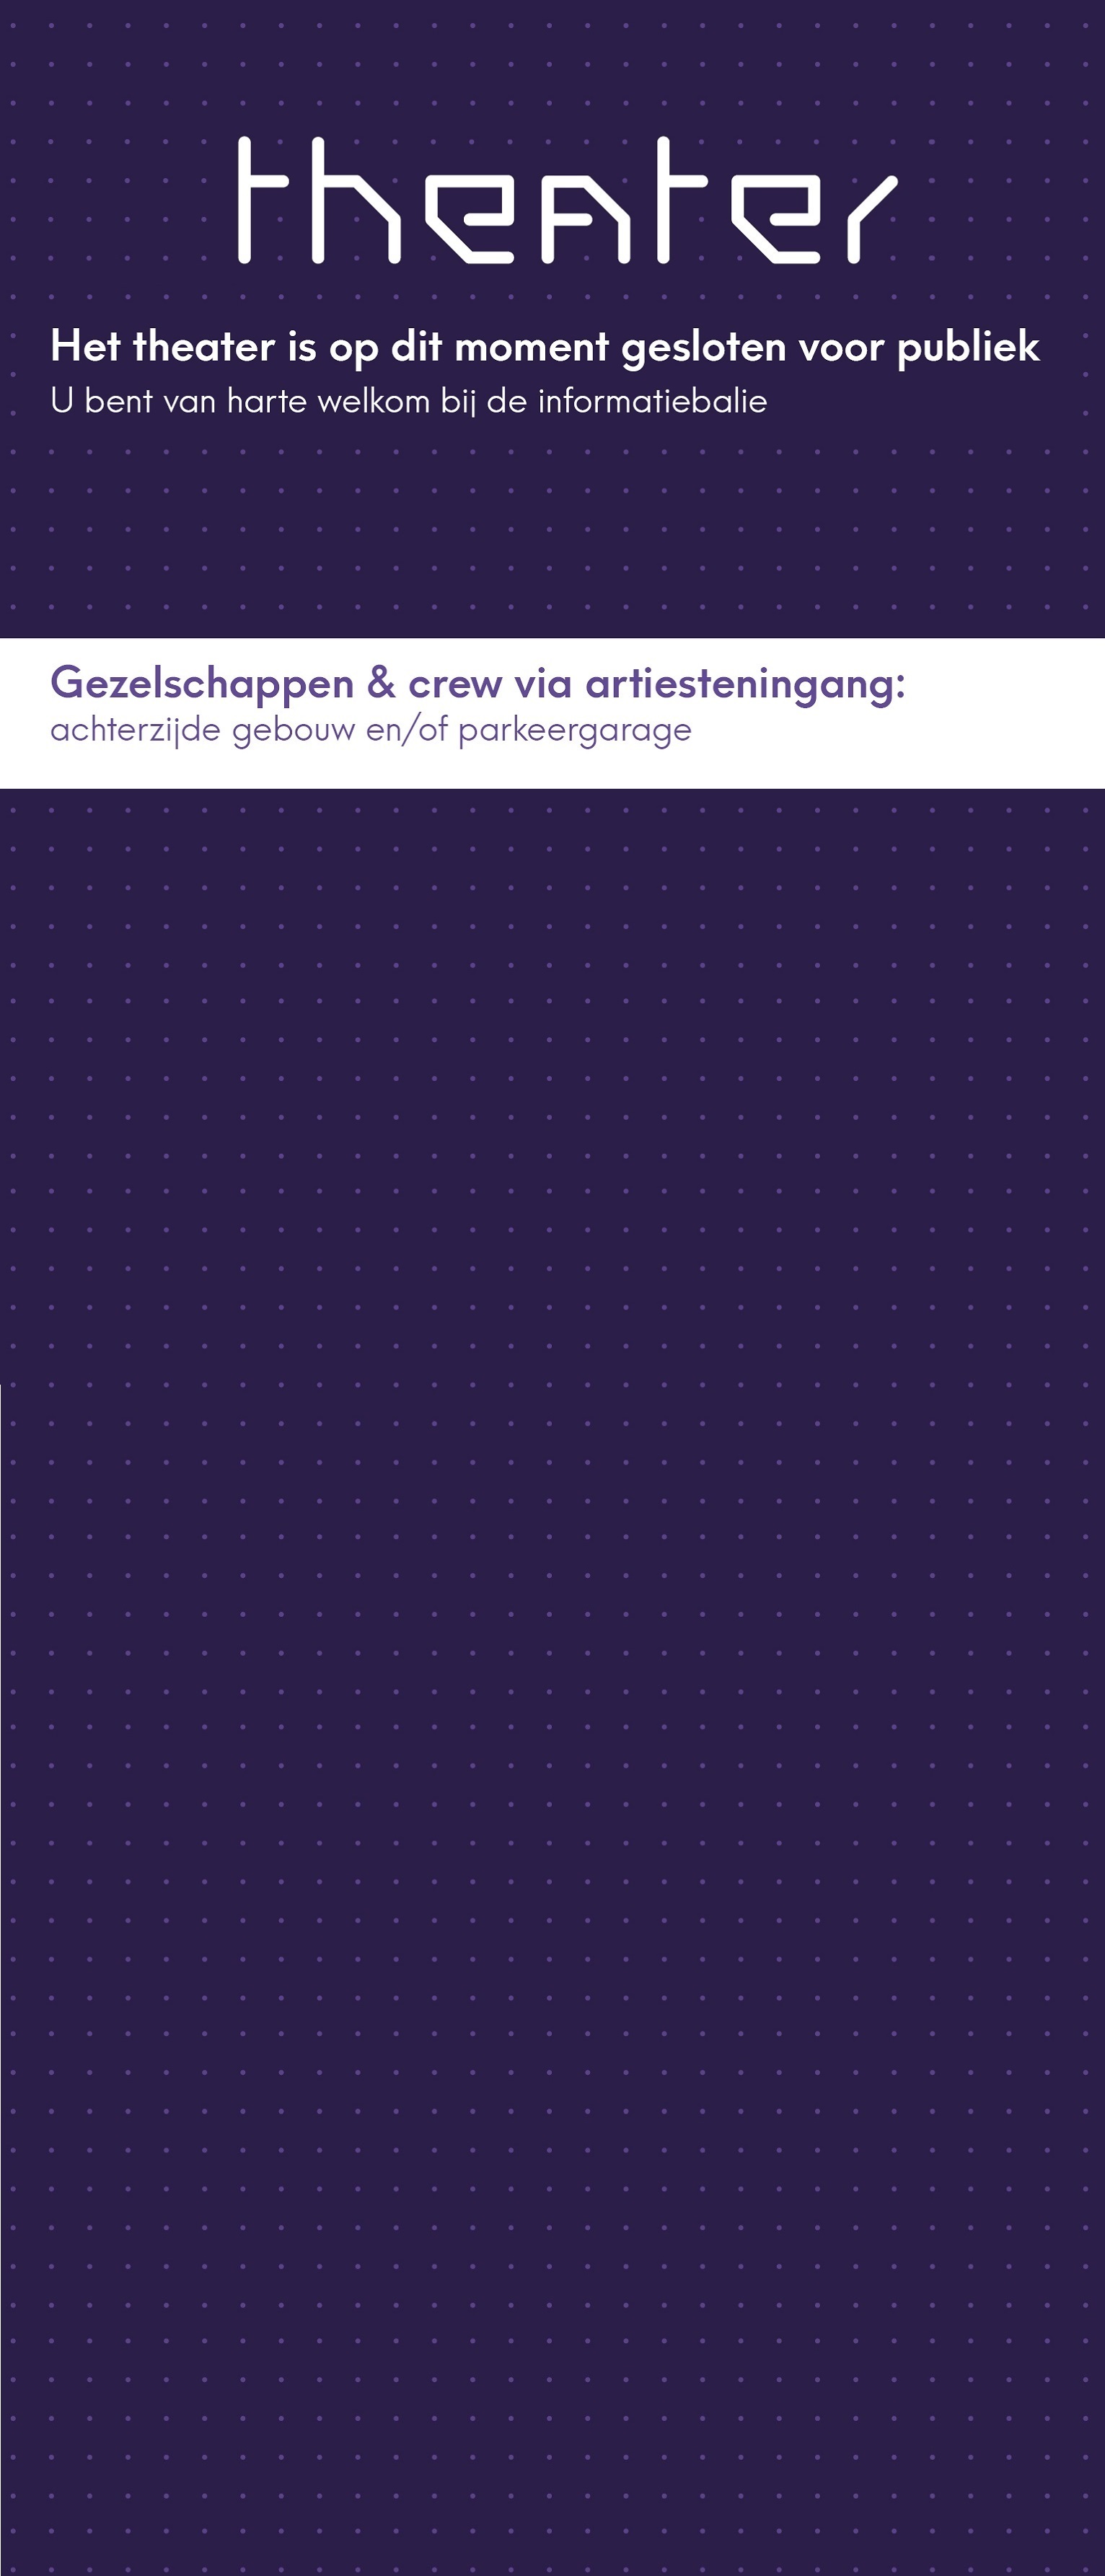 theater
Het theater is op dit moment gesloten voor publiek
U bent van harte welkom bij de informatiebalie
Gezelschappen & crew via artiesteningang:
achterzijde gebouw en/of parkeergarage